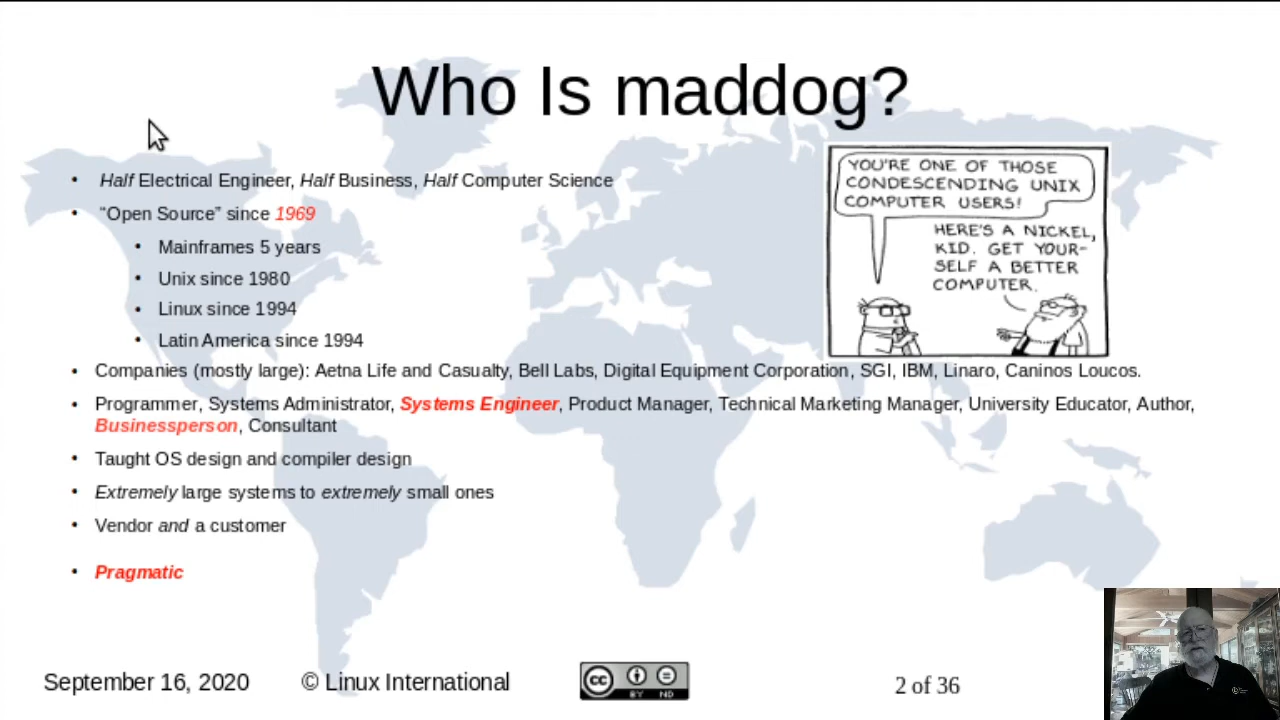 Who Is maddog?
• Half Electrical Engineer, Half Business, Half Computer Science
• “Open Source” since 1969
• Mainframes 5 years
• Unix since 1980
• Linux since 1994
• Latin America since 1994
YOU'RE ONE OF THOSE
CONDESCENDING UNIX
COMPUTER USERS!
HERE'S A NICKEL,
KID. GET YOUR-
SELF A BETTER
COMPUTER.
• Companies (mostly large): Aetna Life and Casualty, Bell Labs, Digital Equipment Corporation, SGI, IBM, Linaro, Caninos Loucos.
• Programmer, Systems Administrator, Systems Engineer, Product Manager, Technical Marketing Manager, University Educator, Author,
Businessperson, Consultant
• Taught OS design and compiler design
• Extremely large systems to extremely small ones
• Vendor and a customer
• Pragmatic
September 16, 2020 © Linux International cc BY ND 2 of 36